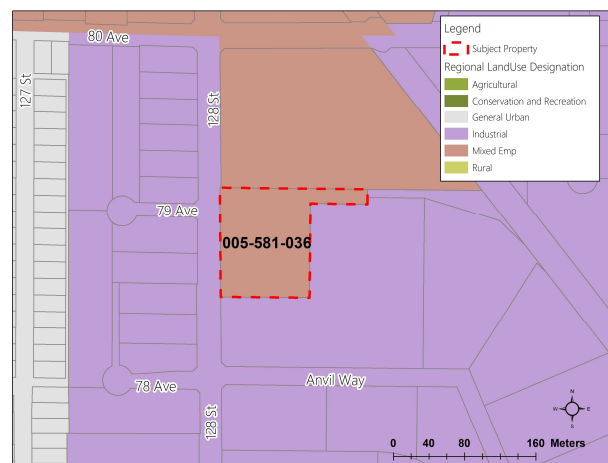 80 Ave
127 St
128 St
79 Ave
005-581-036
78 Ave
Anvil Way
128 St
Legend
Subject Property
Regional LandUse Designation
Agricultural
Conservation and Recreation
General Urban
Industrial
Mixed Emp
Rural
N
W E
S
0 40 80 160 Meters